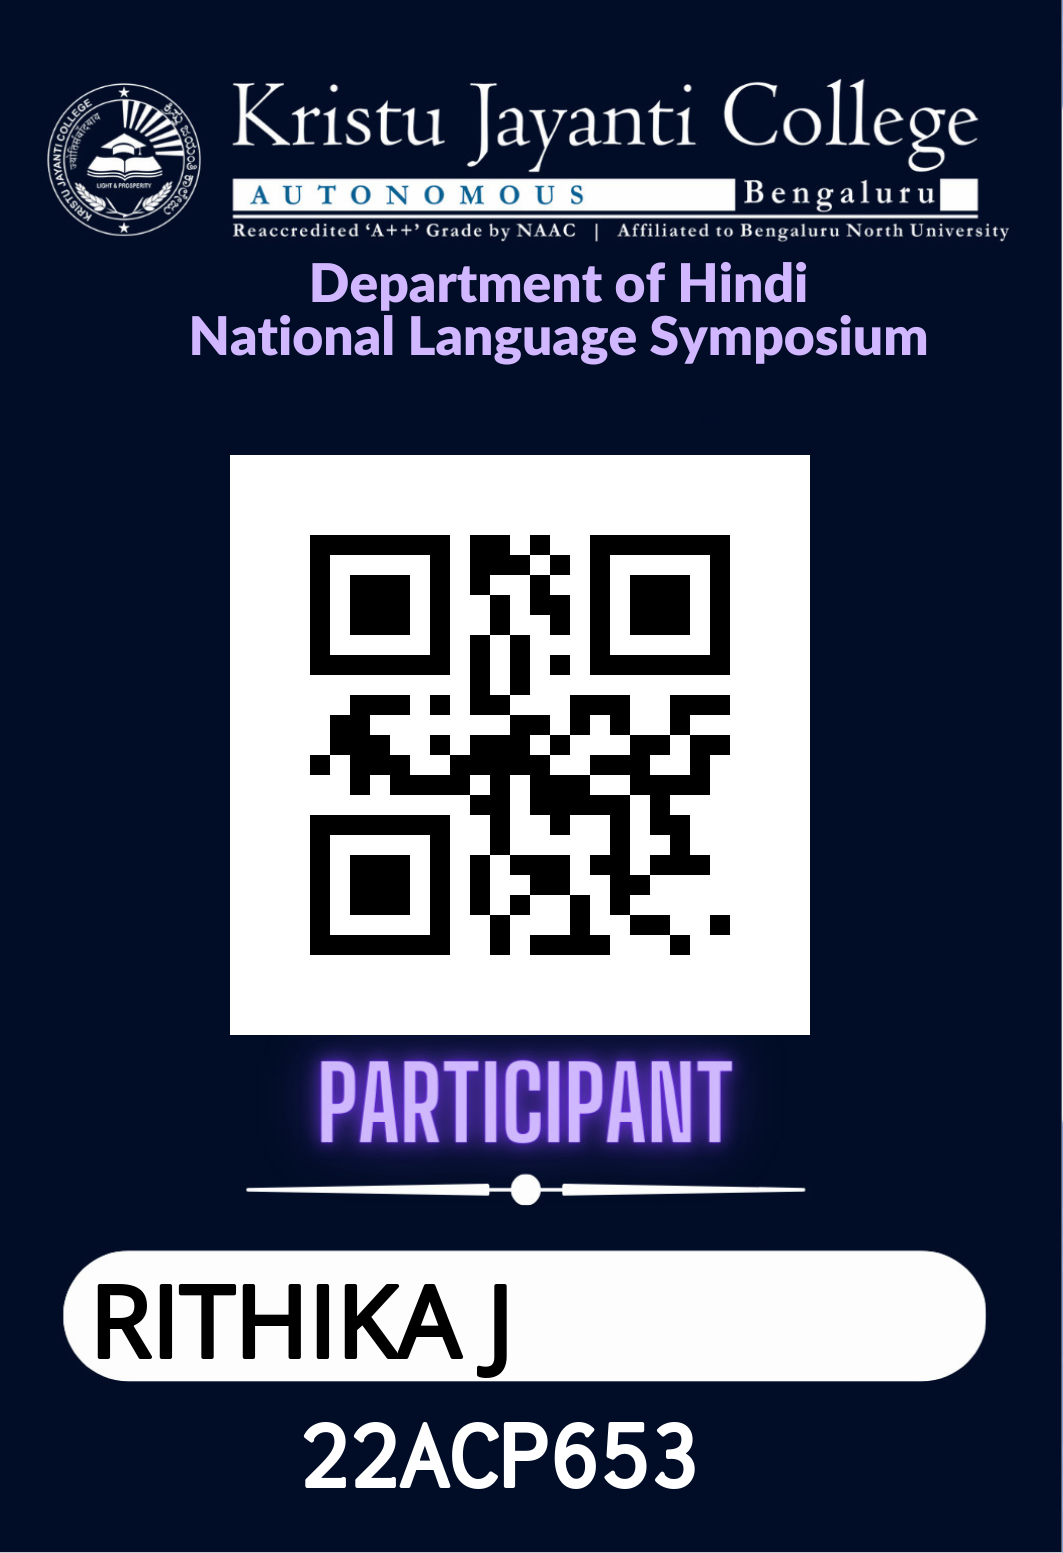 KRISTU JAYANTI COLLEGE
LIGHT & PROSPERITY
Kristu Jayanti College
AUTONOMOUS Bengaluru
Reaccredited ‘A++’ Grade by NAAC | Affiliated to Bengaluru North University
Department of Hindi
National Language Symposium
PARTICIPANT
RITHIKA J
22ACP653